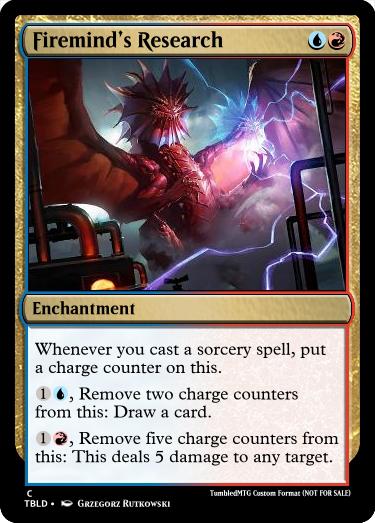 Firemind's Research
Enchantment
Whenever you cast a sorcery spell, put
a charge counter on this.
1, Remove two charge counters
from this: Draw a card.
1, Remove five charge counters from
this: This deals 5 damage to any target.
C
TBLD • Grzegorz Rutkowski
TumbledMTG Custom Format (NOT FOR SALE)